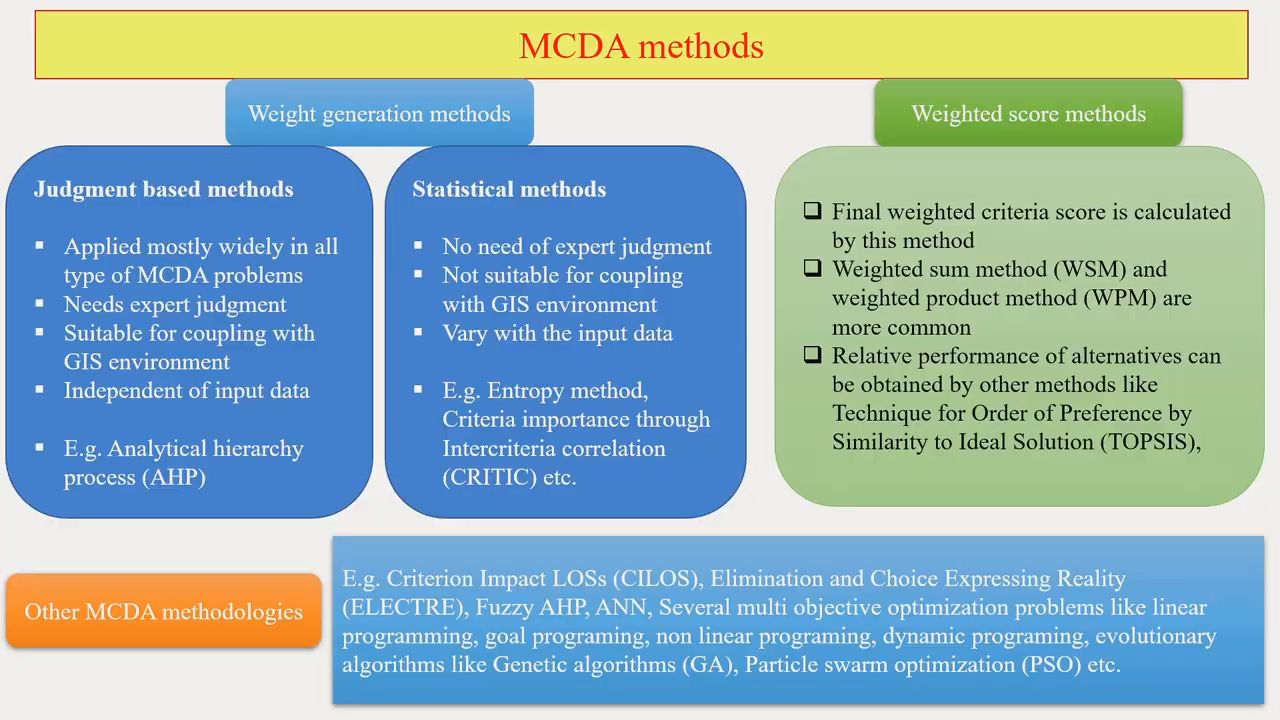 MCDA methods
Weight generation methods
Weighted score methods
Judgment based methods
▪ Applied mostly widely in all
type of MCDA problems
▪ Needs expert judgment
▪ Suitable for coupling with
GIS environment
▪ Independent of input data
▪ E.g. Analytical hierarchy
process (AHP)
Statistical methods
▪ No need of expert judgment
▪ Not suitable for coupling
with GIS environment
▪ Vary with the input data
▪ E.g. Entropy method,
Criteria importance through
Intercriteria correlation
(CRITIC) etc.
❑ Final weighted criteria score is calculated
by this method
❑ Weighted sum method (WSM) and
weighted product method (WPM) are
more common
❑ Relative performance of alternatives can
be obtained by other methods like
Technique for Order of Preference by
Similarity to Ideal Solution (TOPSIS),
Other MCDA methodologies
E.g. Criterion Impact LOSs (CILOS), Elimination and Choice Expressing Reality
(ELECTRE), Fuzzy AHP, ANN, Several multi objective optimization problems like linear
programming, goal programing, non linear programing, dynamic programing, evolutionary
algorithms like Genetic algorithms (GA), Particle swarm optimization (PSO) etc.